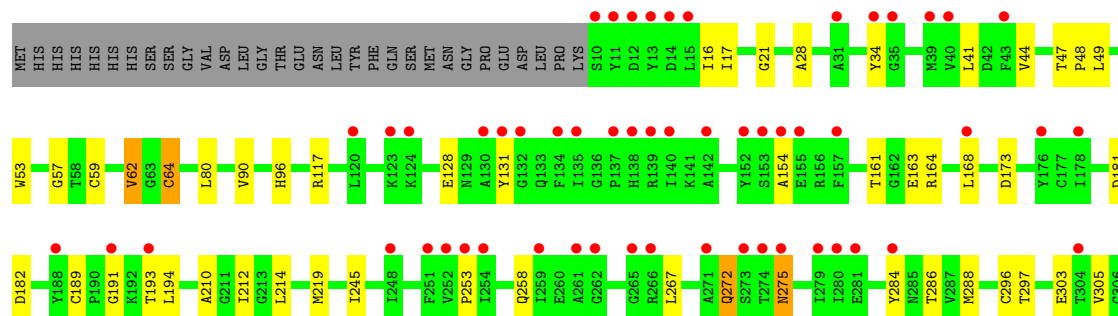 MET HIS HIS HIS HIS HIS HIS SER SER GLY VAL ASP LEU GLY THR GLU ASN LEU TYR PHE GLN SER MET ASN GLY PRO GLU ASP LEU PRO LYS S10 Y11 D12 Y13 D14 L15 I16 I17 G21 A28 A31 Y34 G35 M39 V40 L41 D42 F43 V44 T47 P48 L49
W53 G57 T58 C59 V62 G63 C64 L80 V90 H96 R117 L120 K123 K124 E128 N129 A130 Y131 G132 Q133 F134 I135 G136 P137 H138 R139 I140 K141 A142 Y152 S153 A154 E155 R156 F157 T161 G162 E163 R164 L168 D173 Y176 C177 I178
D182 Y188 C189 P190 G191 K192 T193 L194 A210 G211 I212 G213 L214 M219 I245 I248 F251 V252 P253 I254 Q258 I259 E260 A261 G262 G265 R266 L267 A271 Q272 S273 T274 N275 I279 I280 E281 Y284 N285 T286 V287 M288 C296 T297 E303 T304 V305